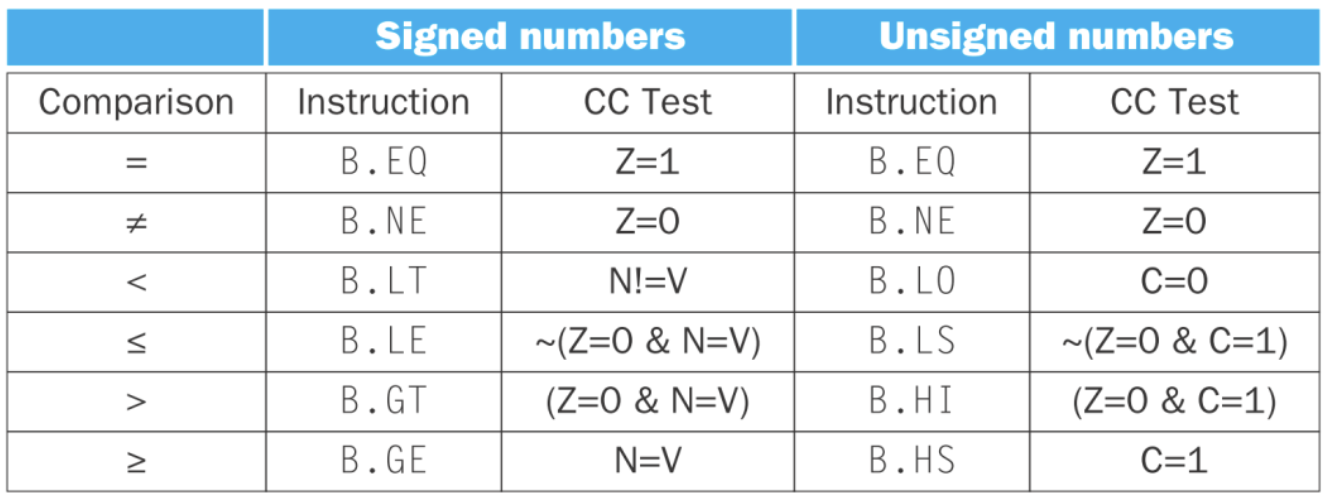 Signed numbers Unsigned numbers
Comparison Instruction CC Test Instruction CC Test
= B.EQ Z=1 B.EQ Z=1
≠ B.NE Z=0 B.NE Z=0
< B.LT N!=V B.LO C=0
≤ B.LE ~(Z=0 & N=V) B.LS ~(Z=0 & C=1)
> B.GT (Z=0 & N=V) B.HI (Z=0 & C=1)
≥ B.GE N=V B.HS C=1